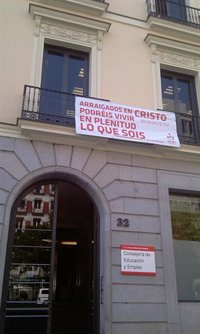 ARRAIGADOS EN CRISTO
PODRÉIS VIVIR
EN PLENITUD
LO QUE SOIS
32
Consejería de
Educación
y Empleo